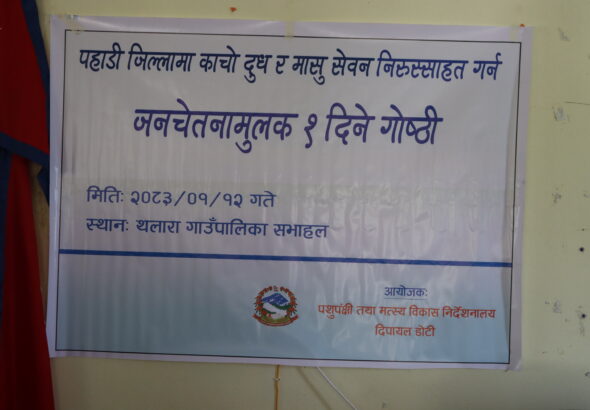 पहाडी जिल्लामा काचो दुध र मासु सेवन निरुत्साहत गर्न
जनचेतनामुलक १ दिने गोष्ठी
मिति: २०८३/०१/१२ गते
स्थान: थलारा गाउँपालिका सभाहल
आयोजक:
पशुपंक्षी तथा मत्स्य विकास निर्देशनालय
दिपायल डोटी